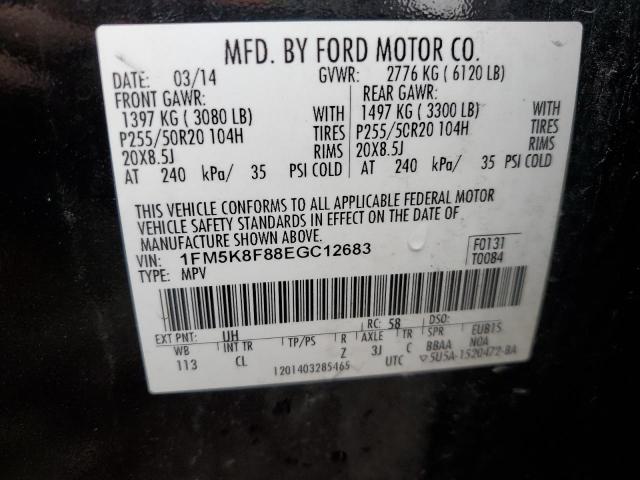 MFD. BY FORD MOTOR CO.
DATE: 03/14 GVWR: 2776 KG ( 6120 LB)
FRONT GAWR: REAR GAWR:
1397 KG ( 3080 LB) 1497 KG ( 3300 LB)
P255/50R20 104H TIRES P255/50R20 104H TIRES
20X8.5J RIMS 20X8.5J RIMS
AT 240 kPa/ 35 PSI COLD AT 240 kPa/ 35 PSI COLD
THIS VEHICLE CONFORMS TO ALL APPLICABLE FEDERAL MOTOR
VEHICLE SAFETY STANDARDS IN EFFECT ON THE DATE OF
MANUFACTURE SHOWN ABOVE.
VIN: 1FM5K8F88EGC12683 F0131
TYPE: MPV T0084
EXT PNT: UH RC: 58 DSO:
WB INT TR TP/PS R AXLE TR SPR EUB15
113 CL Z 3J C BBAA NOA
1201403285465 UTC ▽5U5A-1520472-BA